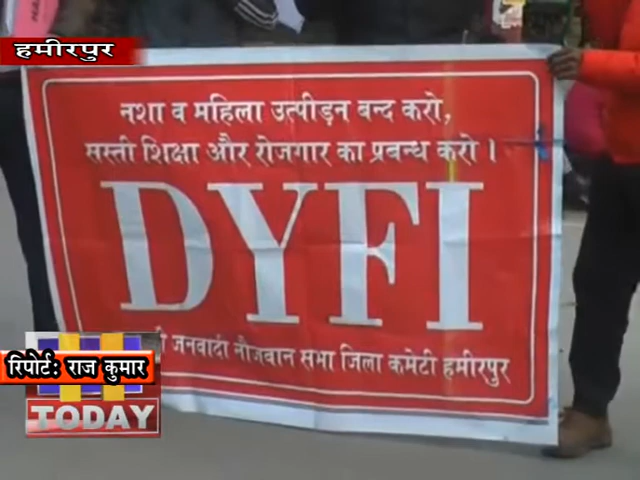 हमीरपुर
नशा व महिला उत्पीड़न बन्द करो,
सस्ती शिक्षा और रोजगार का प्रबन्ध करो ।
DYFI
जनवादी नौजवान सभा जिला कमेटी हमीरपुर
रिपोर्टः राज कुमार
TODAY